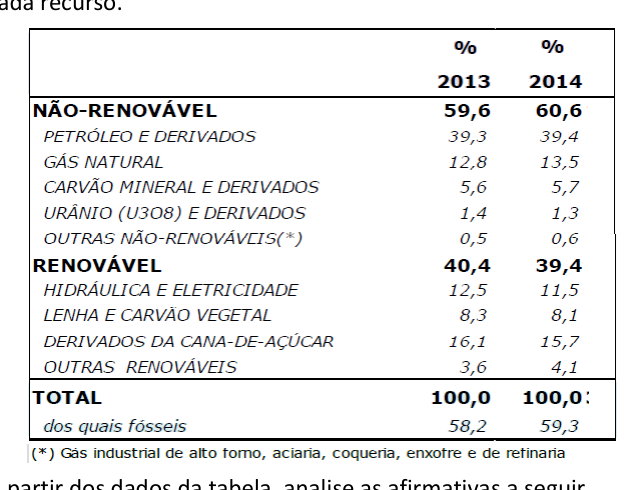 ada recurso.
% %
2013 2014
NÃO-RENOVÁVEL 59,6 60,6
PETRÓLEO E DERIVADOS 39,3 39,4
GÁS NATURAL 12,8 13,5
CARVÃO MINERAL E DERIVADOS 5,6 5,7
URÂNIO (U3O8) E DERIVADOS 1,4 1,3
OUTRAS NÃO-RENOVÁVEIS(*) 0,5 0,6
RENOVÁVEL 40,4 39,4
HIDRÁULICA E ELETRICIDADE 12,5 11,5
LENHA E CARVÃO VEGETAL 8,3 8,1
DERIVADOS DA CANA-DE-AÇÚCAR 16,1 15,7
OUTRAS RENOVÁVEIS 3,6 4,1
TOTAL 100,0 100,0
dos quais fósseis 58,2 59,3
(*) Gás industrial de alto forno, aciaria, coqueria, enxofre e de refinaria
partir dos dados da tabela, analise as afirmativas a seguir